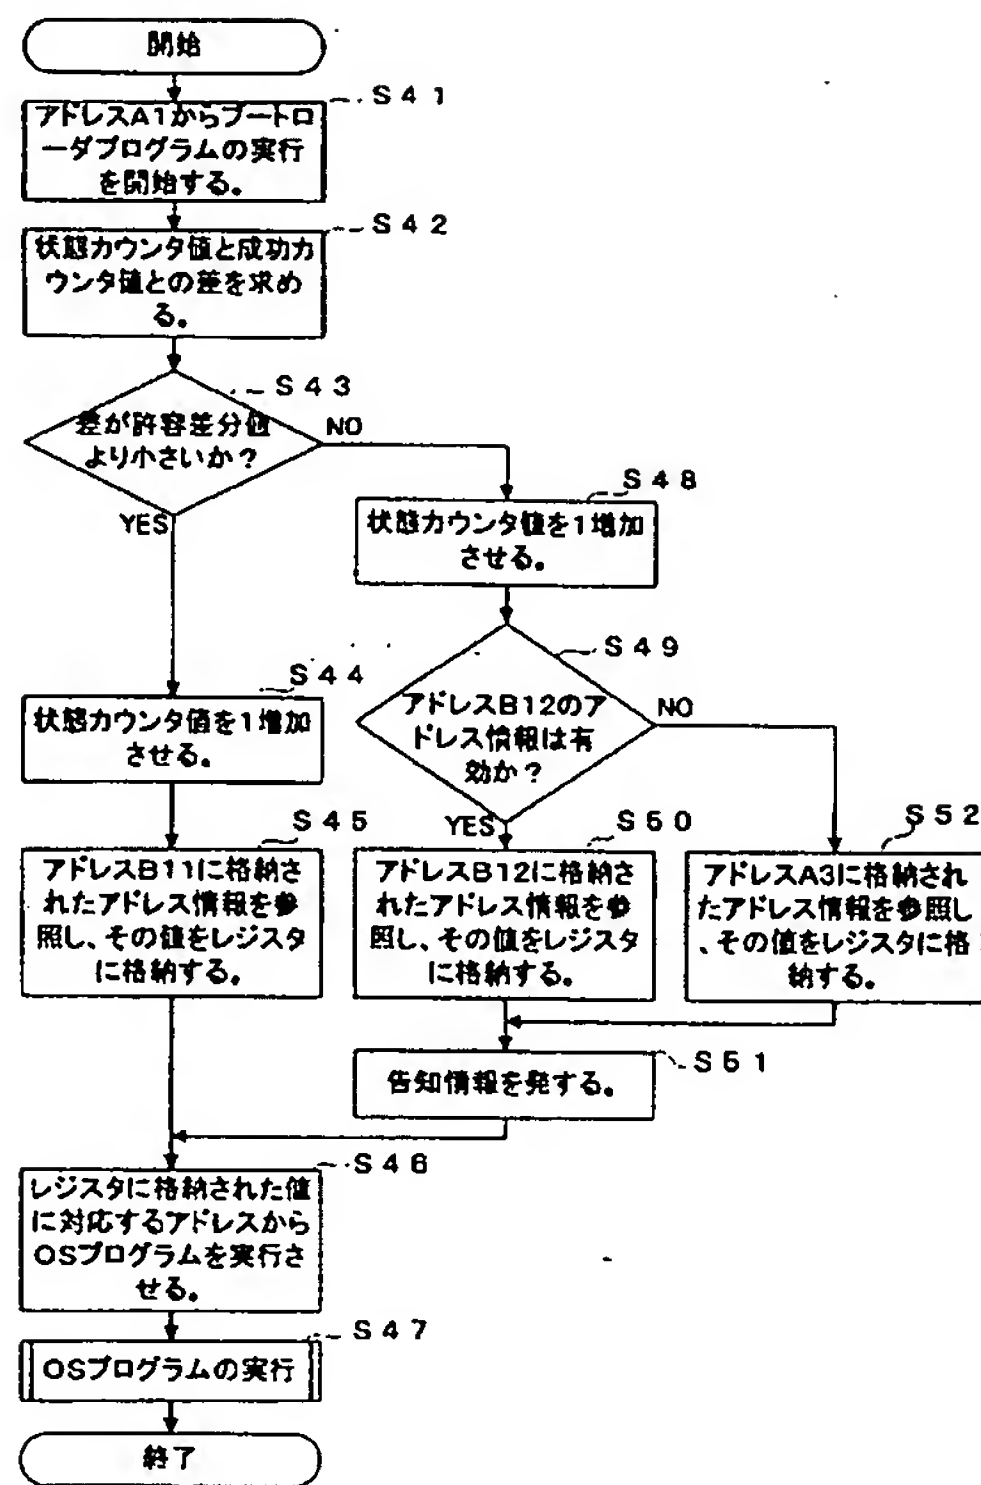 開始
S41
アドレスA1からブートロ
ーダプログラムの実行
を開始する。
S42
状態カウンタ値と成功カ
ウンタ値との差を求め
る。
S43
差が許容差分値
より小さいか?
NO
YES
S48
状態カウンタ値を1増加
させる。
S49
アドレスB12のア
ドレス情報は有
効か?
NO
YES
S44
状態カウンタ値を1増加
させる。
S45
アドレスB11に格納さ
れたアドレス情報を参
照し、その値をレジスタ
に格納する。
S50
アドレスB12に格納さ
れたアドレス情報を参
照し、その値をレジスタ
に格納する。
S52
アドレスA3に格納され
たアドレス情報を参照し
、その値をレジスタに格
納する。
S51
告知情報を発する。
S46
レジスタに格納された値
に対応するアドレスから
OSプログラムを実行さ
せる。
S47
OSプログラムの実行
終了